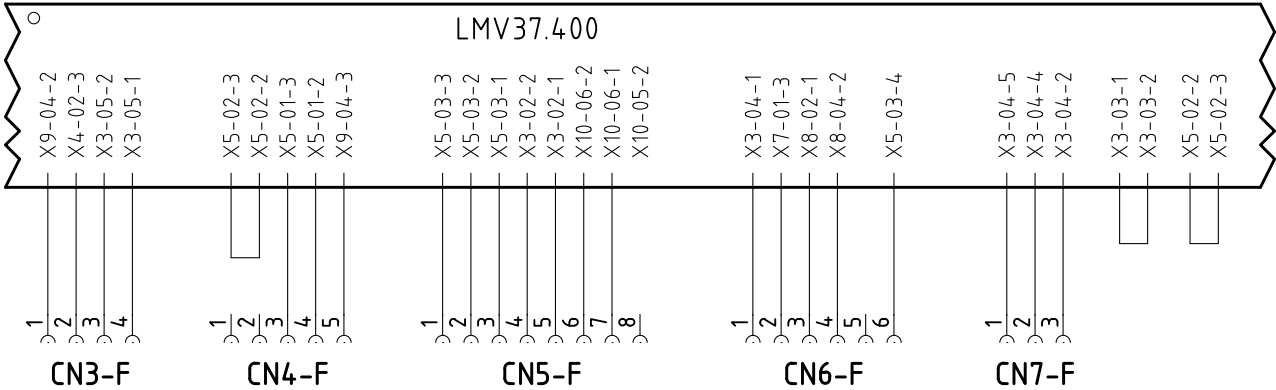 LMV37.400
X9-04-2 X4-02-3 X3-05-2 X3-05-1 X5-02-3 X5-02-2 X5-01-3 X5-01-2 X9-04-3 X5-03-3 X5-03-2 X5-03-1 X3-02-2 X3-02-1 X10-06-2 X10-06-1 X10-05-2 X3-04-1 X7-01-3 X8-02-1 X8-04-2 X5-03-4 X3-04-5 X3-04-4 X3-04-2 X3-03-1 X3-03-2 X5-02-2 X5-02-3
1 2 3 4 1 2 3 4 5 1 2 3 4 5 6 7 8 1 2 3 4 5 6 1 2 3
CN3-F CN4-F CN5-F CN6-F CN7-F